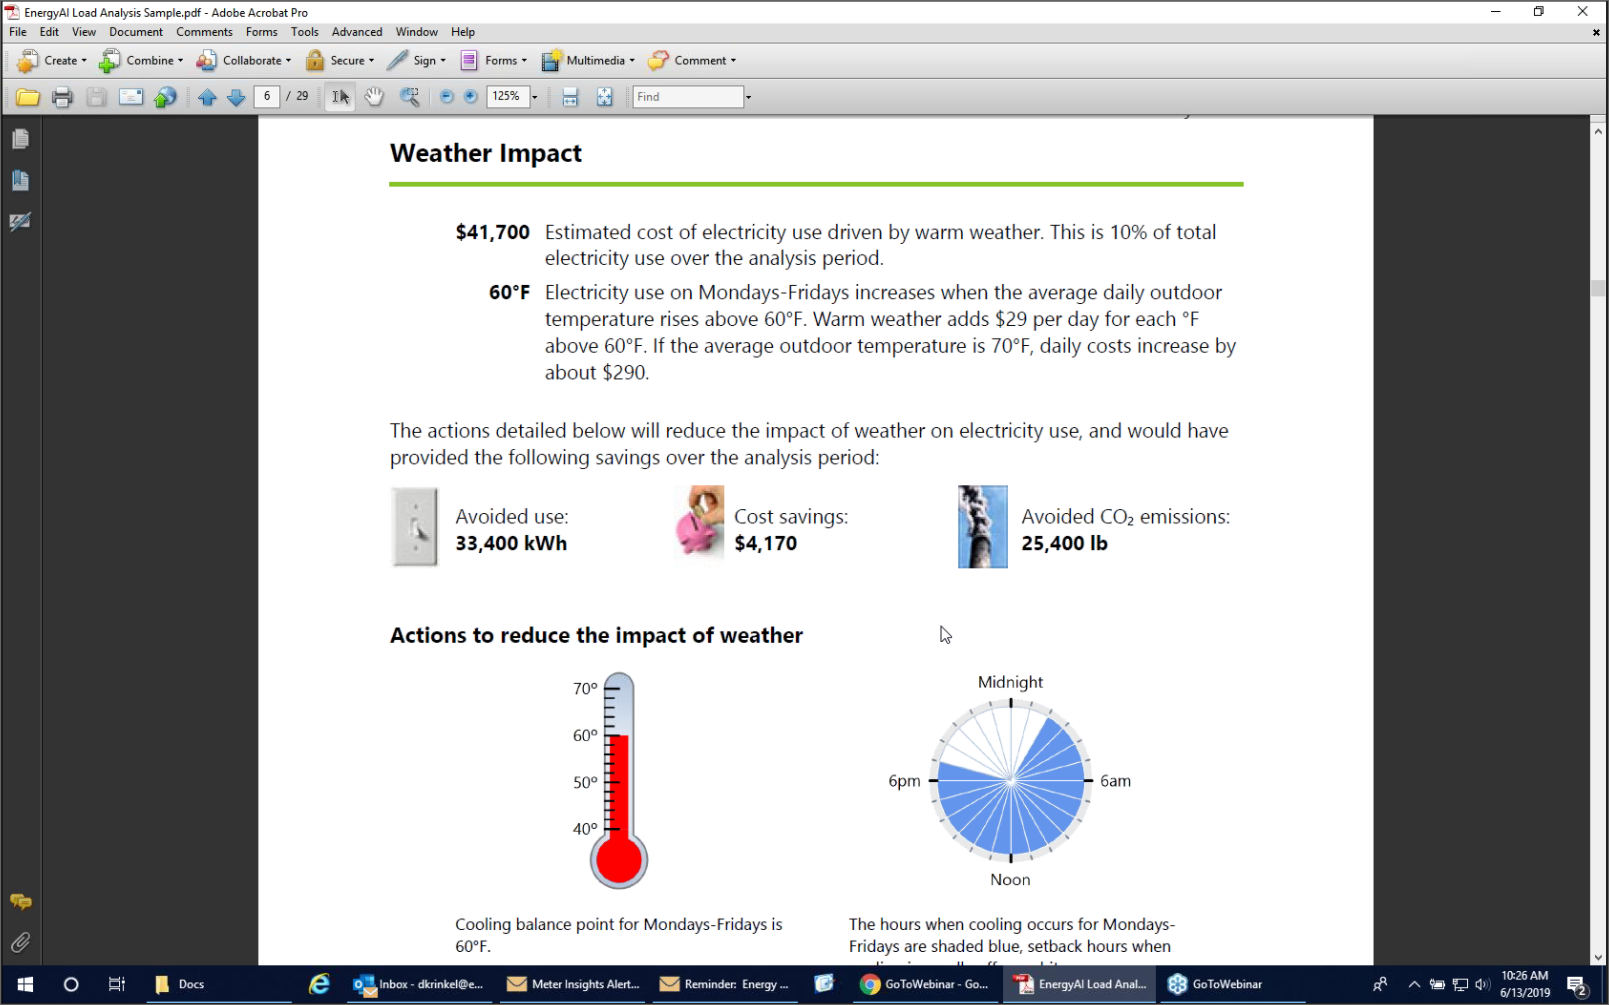 EnergyAI Load Analysis Sample.pdf - Adobe Acrobat Pro
File Edit View Document Comments Forms Tools Advanced Window Help
Create Combine Collaborate Secure Sign Forms Multimedia Comment
6 / 29 125% Find
Weather Impact
$41,700 Estimated cost of electricity use driven by warm weather. This is 10% of total
electricity use over the analysis period.
60°F Electricity use on Mondays-Fridays increases when the average daily outdoor
temperature rises above 60°F. Warm weather adds $29 per day for each °F
above 60°F. If the average outdoor temperature is 70°F, daily costs increase by
about $290.
The actions detailed below will reduce the impact of weather on electricity use, and would have
provided the following savings over the analysis period:
Avoided use: Cost savings: Avoided CO₂ emissions:
33,400 kWh $4,170 25,400 lb
Actions to reduce the impact of weather
Midnight
70°
60°
50° 6pm 6am
40°
Noon
Cooling balance point for Mondays-Fridays is
60°F.
The hours when cooling occurs for Mondays-
Fridays are shaded blue, setback hours when
Docs Inbox - dkrinkel@e... Meter Insights Alert... Reminder: Energy ... GoToWebinar - Go... EnergyAI Load Anal... GoToWebinar 10:26 AM
6/13/2019 2